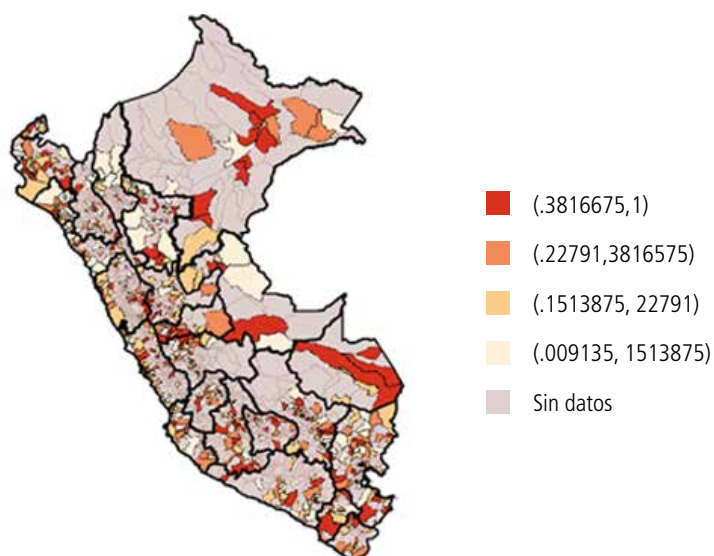 (.3816675,1)
(.22791,3816575)
(.1513875, 22791)
(.009135, 1513875)
Sin datos